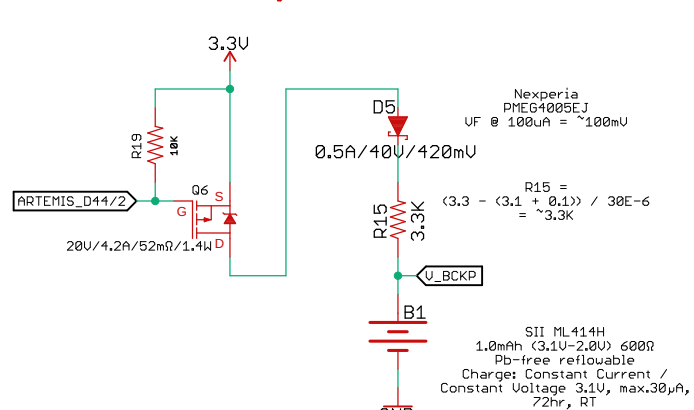 3.3V
R19
10K
ARTEMIS_D44/2
Q6
S
G
D
20V/4.2A/52mΩ/1.4W
D5
0.5A/40V/420mV
Nexperia
PMEG4005EJ
VF @ 100uA = ~100mV
R15
3.3K
R15 =
(3.3 - (3.1 + 0.1)) / 30E-6
= ~3.3K
V_BCKP
B1
SII ML414H
1.0mAh (3.1V-2.0V) 600Ω
Pb-free reflowable
Charge: Constant Current /
Constant Voltage 3.1V, max.30µA,
72hr, RT